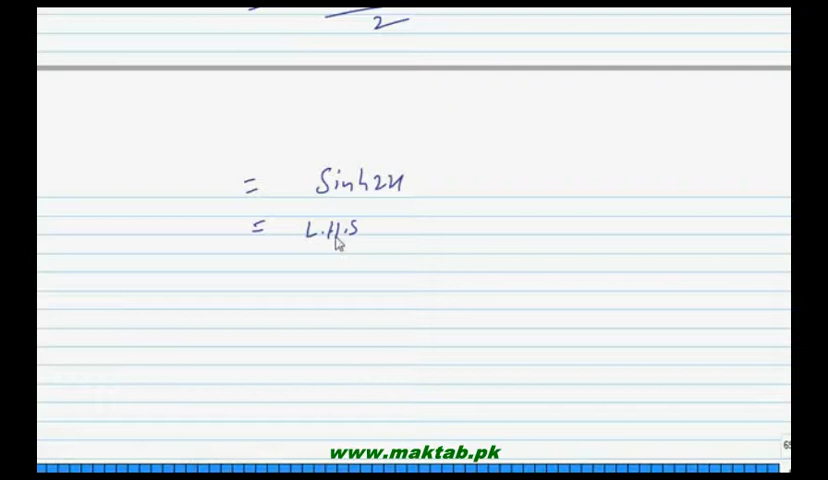 2
= Sinh2x
= L.H.S
www.maktab.pk